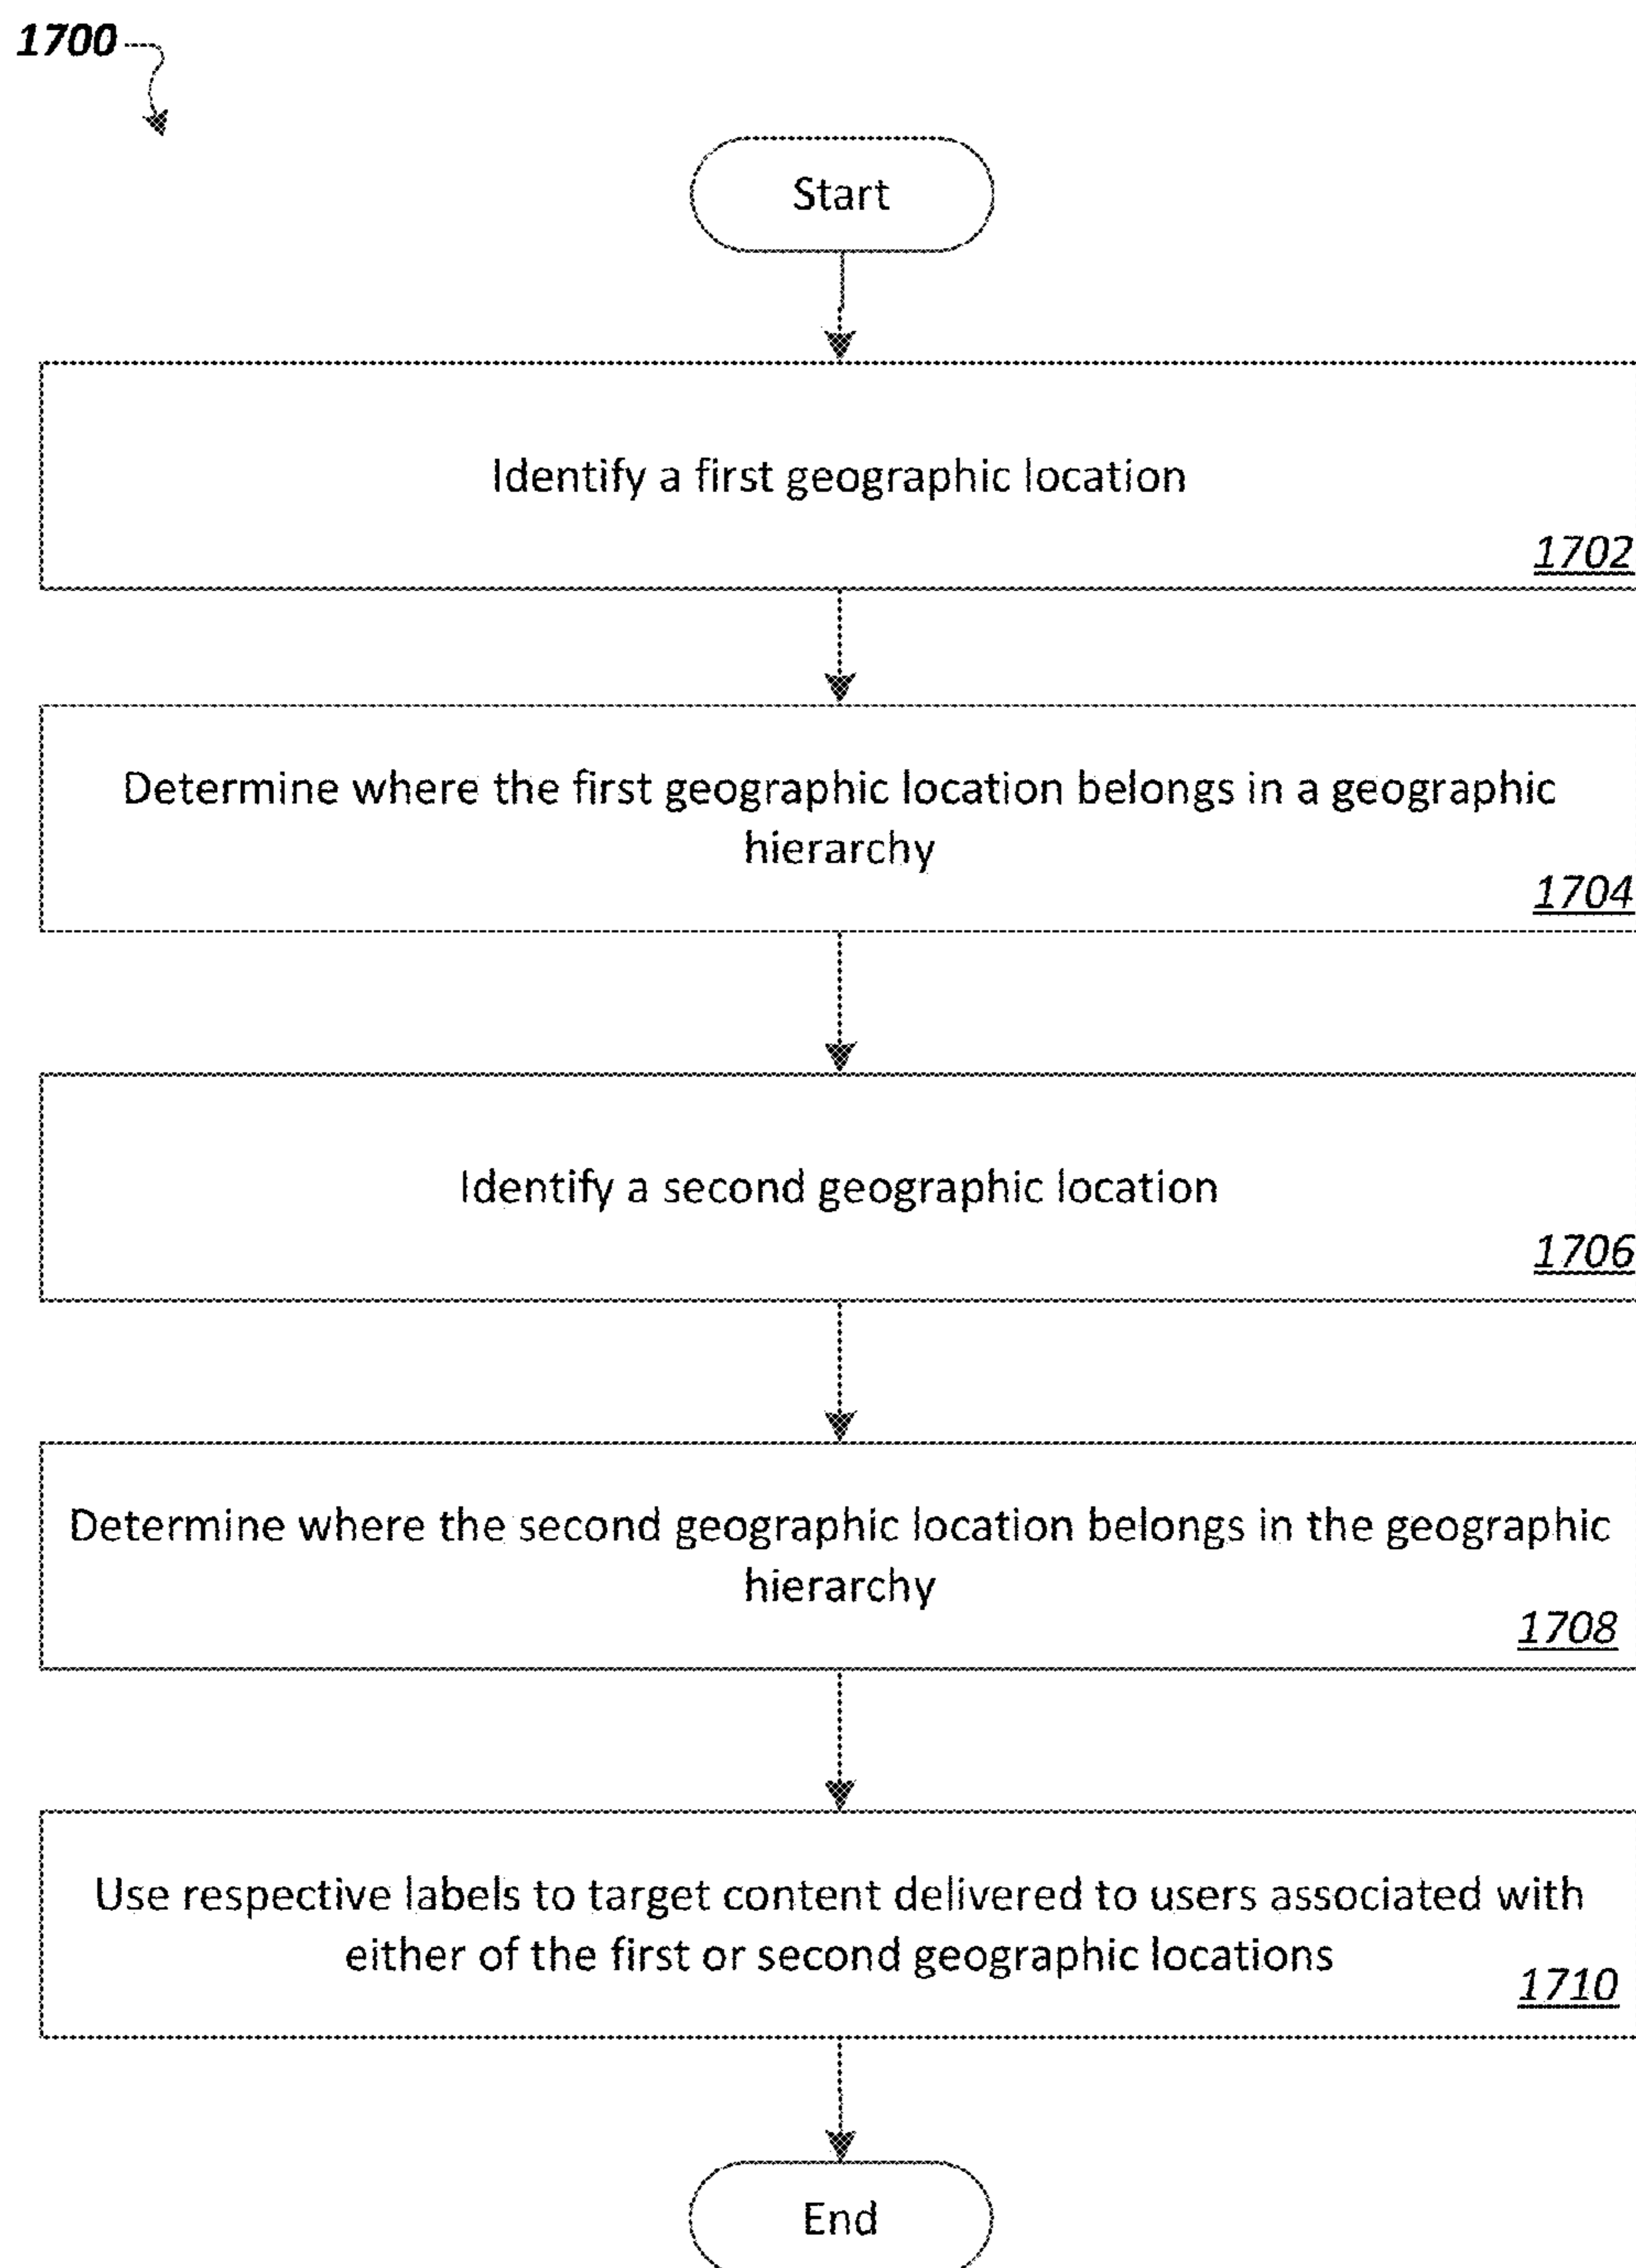 1700
Start
Identify a first geographic location
1702
Determine where the first geographic location belongs in a geographic
hierarchy
1704
Identify a second geographic location
1706
Determine where the second geographic location belongs in the geographic
hierarchy
1708
Use respective labels to target content delivered to users associated with
either of the first or second geographic locations
1710
End